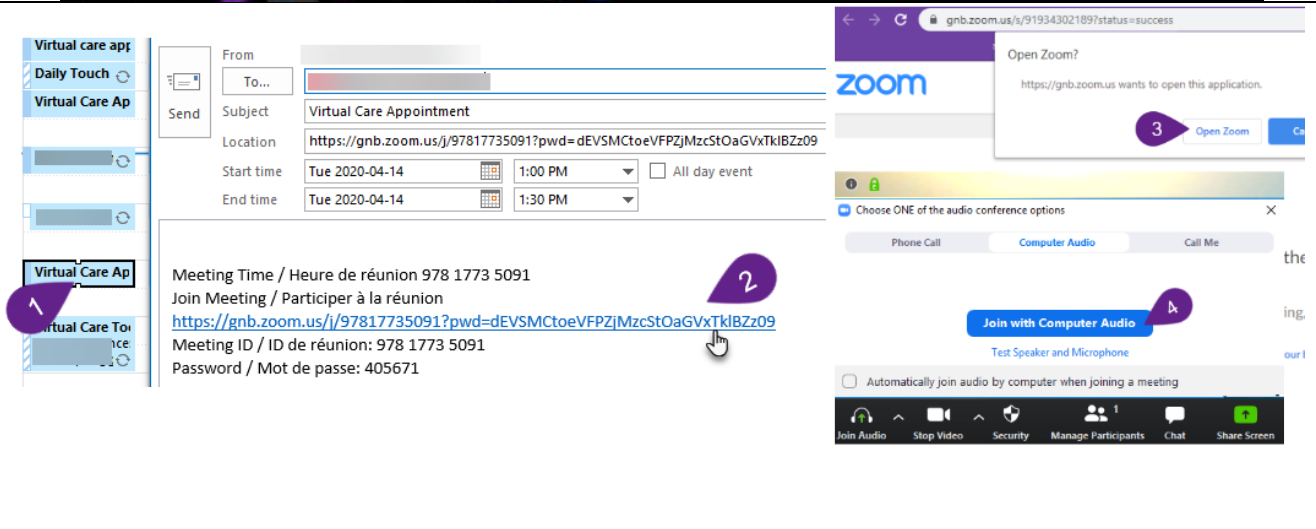 Virtual care app
Daily Touch
Virtual Care Ap
Virtual Care Ap
1
rtual Care Too
nce:
From
To...
Send
Subject
Virtual Care Appointment
Location
https://gnb.zoom.us/j/97817735091?pwd=dEVSMCtoeVFPZjMzcStOaGVxTklBZz09
Start time
Tue 2020-04-14
1:00 PM
All day event
End time
Tue 2020-04-14
1:30 PM
Meeting Time / Heure de réunion 978 1773 5091
Join Meeting / Participer à la réunion
https://gnb.zoom.us/j/97817735091?pwd=dEVSMCtoeVFPZjMzcStOaGVxTklBZz09
Meeting ID / ID de réunion: 978 1773 5091
Password / Mot de passe: 405671
2
gnb.zoom.us/s/91934302189?status=success
zoom
Open Zoom?
https://gnb.zoom.us wants to open this application.
3
Open Zoom
Ca
Choose ONE of the audio conference options
Phone Call
Computer Audio
Call Me
the
ing,
Join with Computer Audio
4
Test Speaker and Microphone
our
Automatically join audio by computer when joining a meeting
1
Join Audio
Stop Video
Security
Manage Participants
Chat
Share Screen